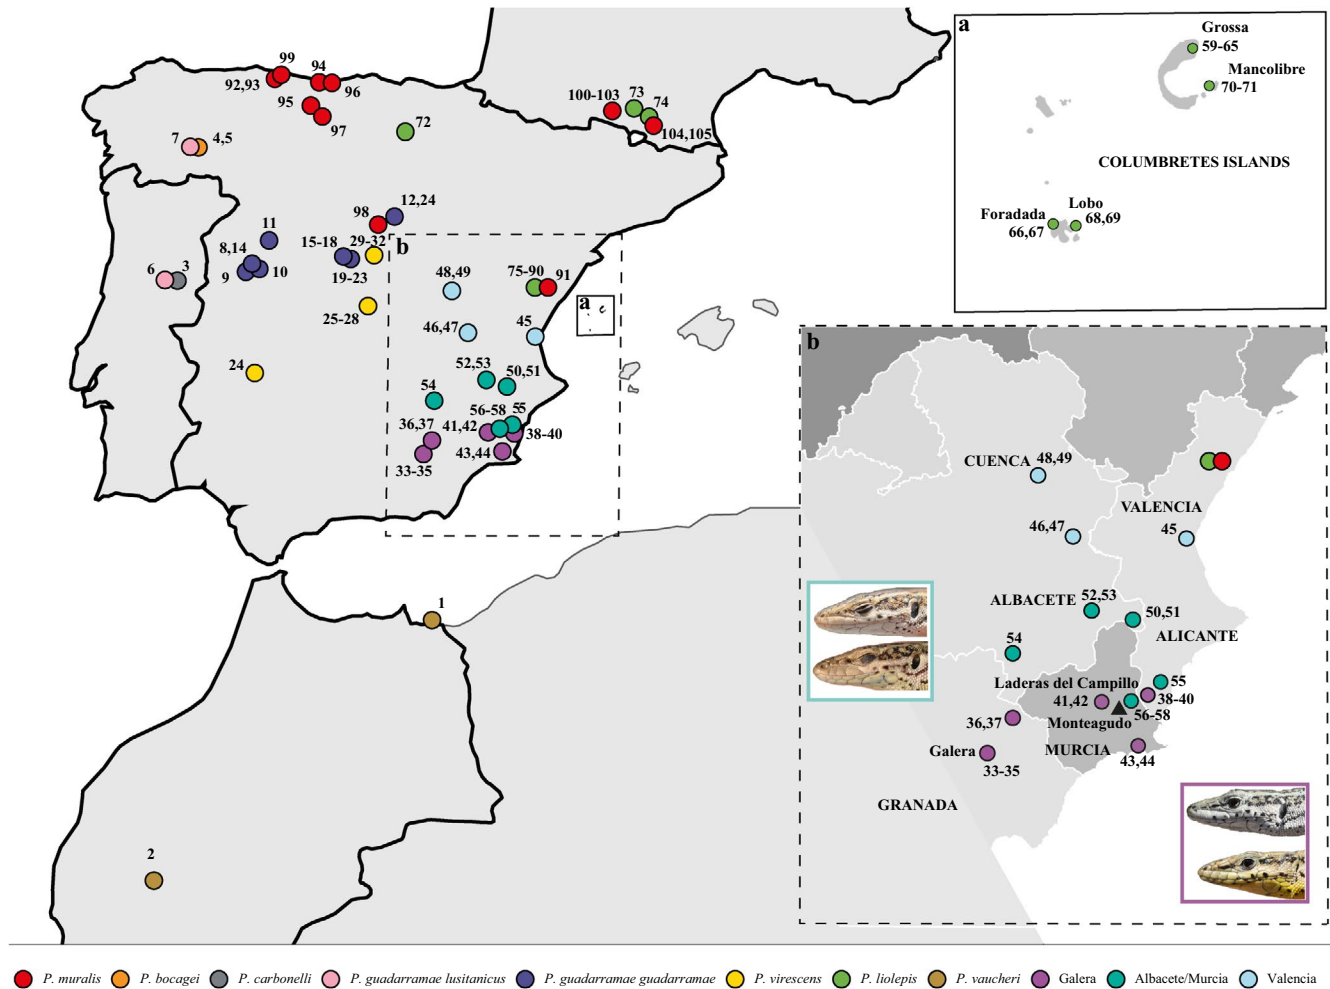 99
94
92,93
96
95
97
7
4,5
72
100-103
73
74
104,105
12,24
98
11
15-18
29-32
8,14
9
10
19-23
6
3
25-28
24
b
48,49
75-90
91
a
46,47
45
52,53
50,51
54
56-58
55
36,37
41,42
38-40
43,44
33-35
1
2
a
Grossa
59-65
Mancolibre
70-71
COLUMBRETES ISLANDS
Foradada
66,67
Lobo
68,69
b
CUENCA
48,49
VALENCIA
46,47
45
ALBACETE
52,53
50,51
ALICANTE
54
Laderas del Campillo
55
41,42
38-40
56-58
36,37
Monteagudo
Galera
MURCIA
43,44
33-35
GRANADA
P. muralis
P. bocagei
P. carbonelli
P. guadarramae lusitanicus
P. guadarramae guadarramae
P. virescens
P. liolepis
P. vaucheri
Galera
Albacete/Murcia
Valencia